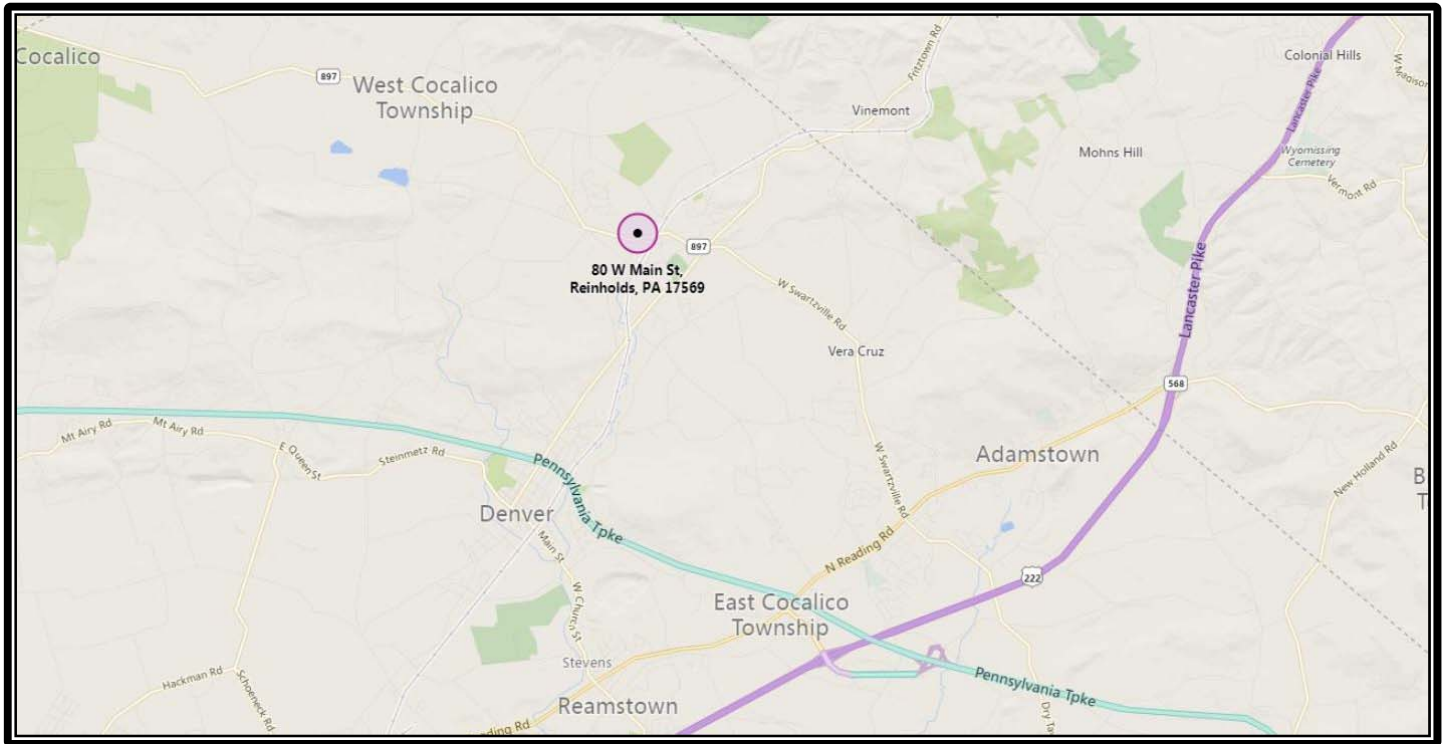 Cocalico
897
West Cocalico
Township
Fritztown Rd
Vinemont
Colonial Hills
Lancaster Pike
Mohns Hill
Wyomissing
Cemetery
Vermont Rd
897
80 W Main St,
Reinholds, PA 17569
W Swartzville Rd
Lancaster Pike
Vera Cruz
568
Mt Airy Rd
Mt Airy Rd
E Queen St
Steinmetz Rd
Pennsylvania Tpke
Adamstown
W Swartzville Rd
New Holland Rd
B
T
Denver
Main St
N Reading Rd
222
W Church St
East Cocalico
Township
Stevens
Hackman Rd
Schoeneck Rd
Pennsylvania Tpke
Reamstown
eading Rd
Dry Ta